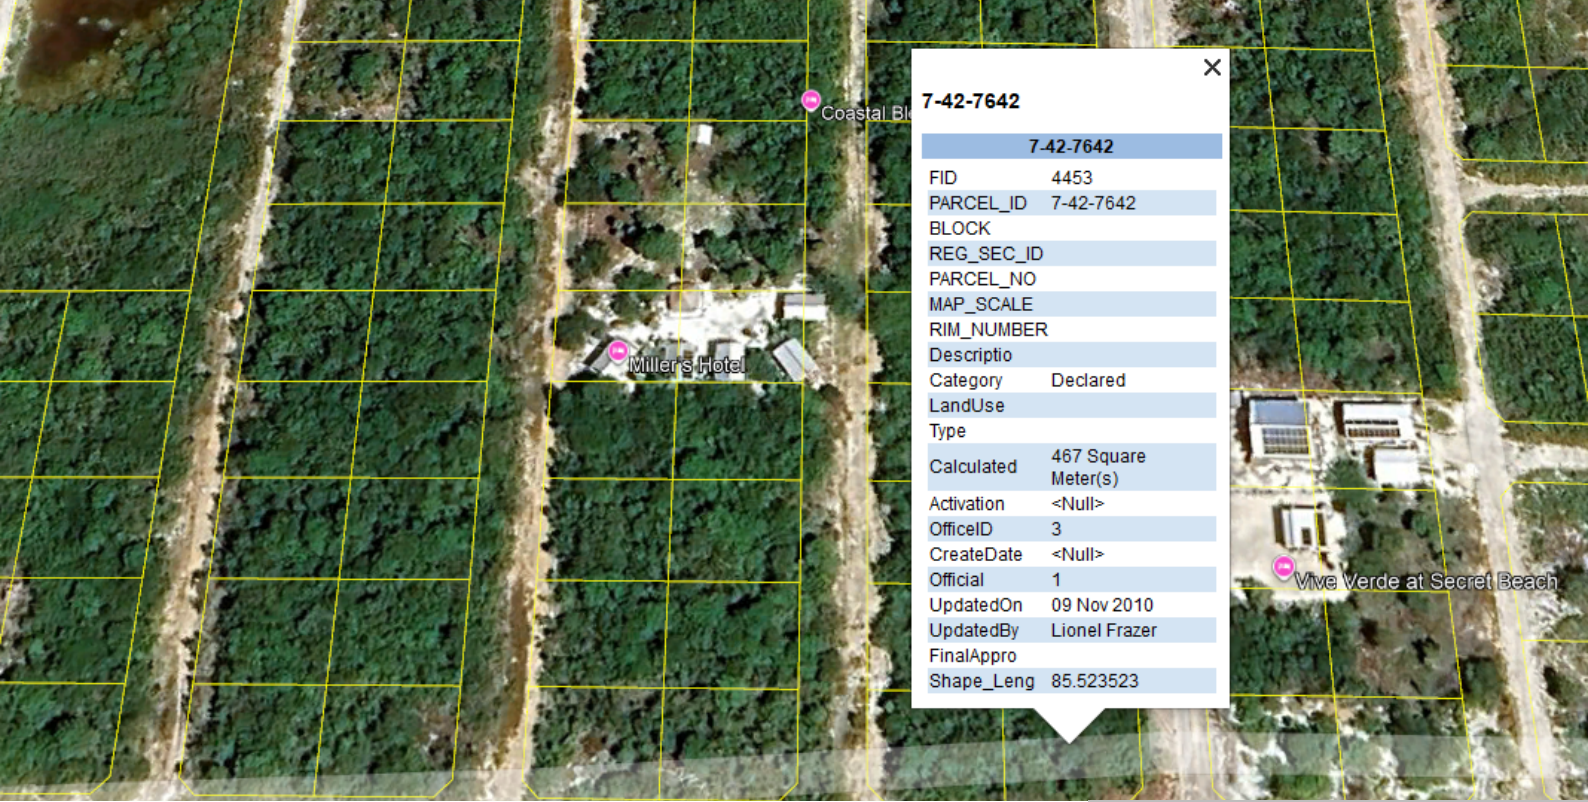 Coastal Bl
7-42-7642
7-42-7642
FID 4453
PARCEL_ID 7-42-7642
BLOCK
REG_SEC_ID
PARCEL_NO
MAP_SCALE
RIM_NUMBER
Descriptio
Category Declared
LandUse
Type
Calculated 467 Square
Meter(s)
Activation <Null>
OfficeID 3
CreateDate <Null>
Official 1
UpdatedOn 09 Nov 2010
UpdatedBy Lionel Frazer
FinalAppro
Shape_Leng 85.523523
Miller's Hotel
Vive Verde at Secret Beach